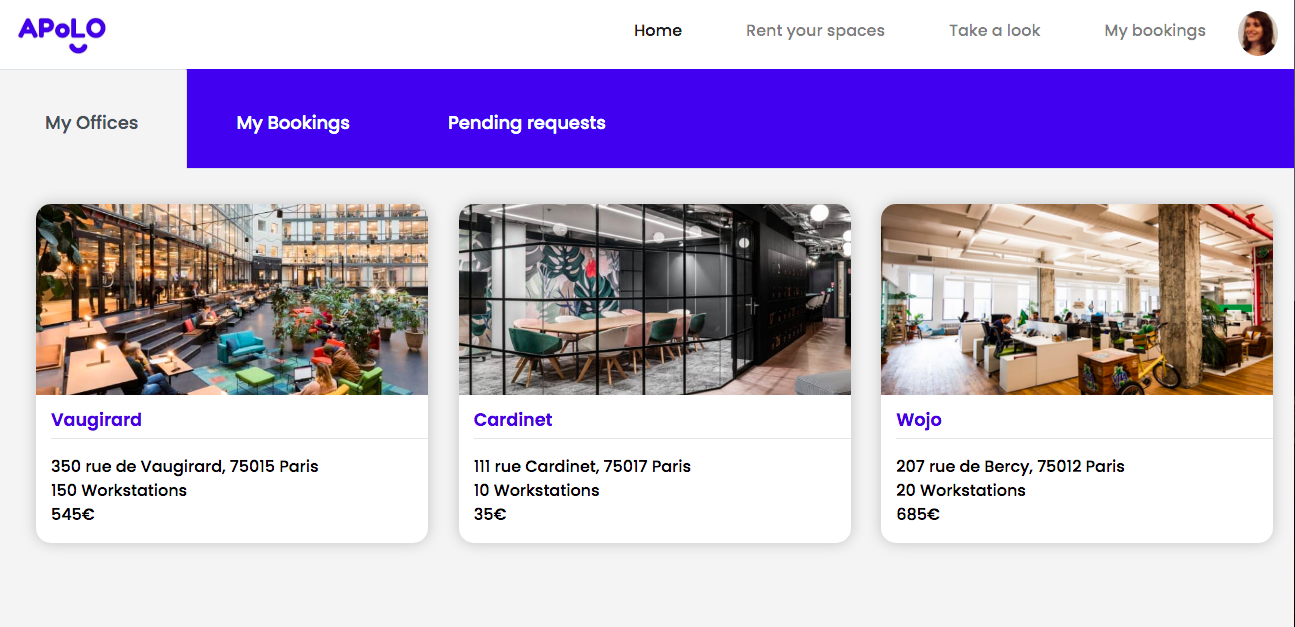 APoLO
Home
Rent your spaces
Take a look
My bookings
My Offices
My Bookings
Pending requests
Vaugirard
350 rue de Vaugirard, 75015 Paris
150 Workstations
545€
Cardinet
111 rue Cardinet, 75017 Paris
10 Workstations
35€
Wojo
207 rue de Bercy, 75012 Paris
20 Workstations
685€